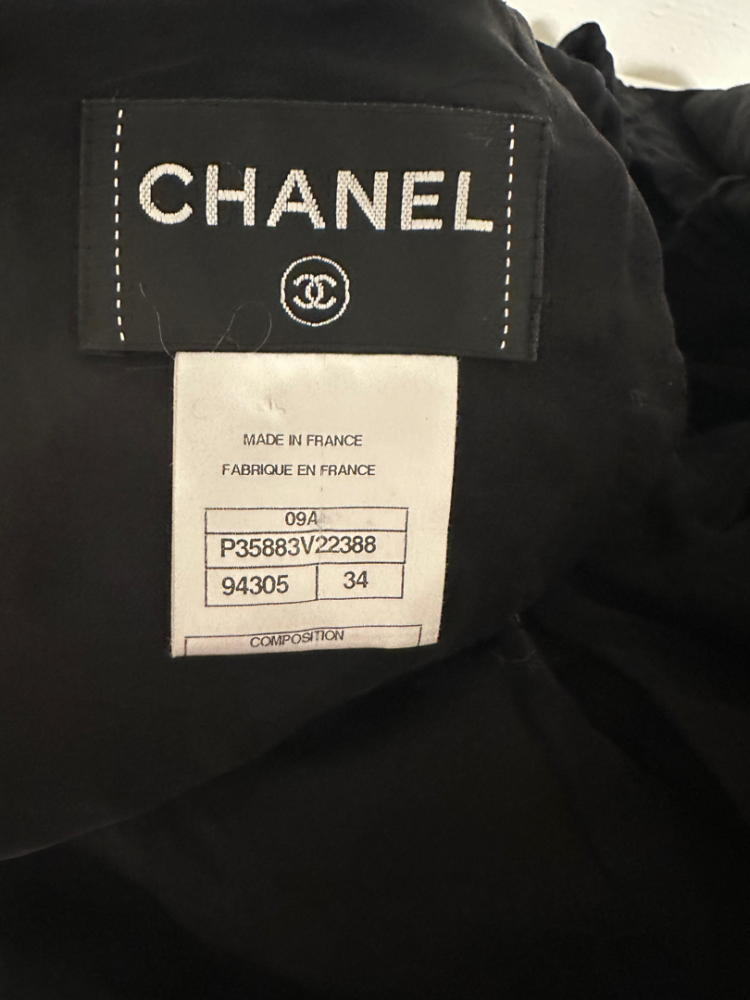 CHANEL
MADE IN FRANCE
FABRIQUE EN FRANCE
09A
P35883V22388
94305 34
COMPOSITION